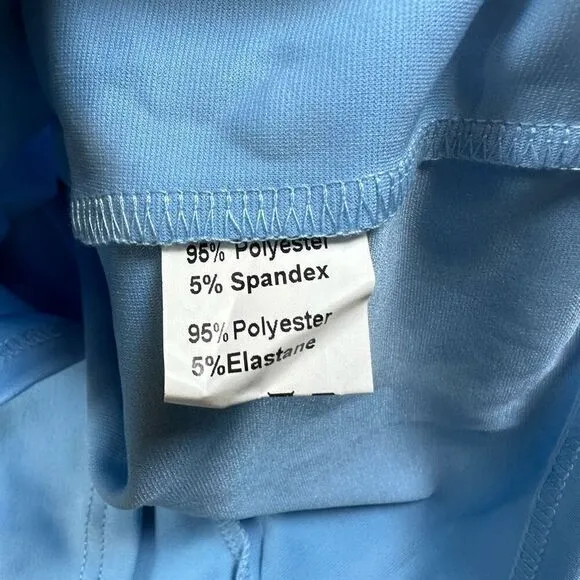 95% Polyester
5% Spandex
95% Polyester
5%Elastane